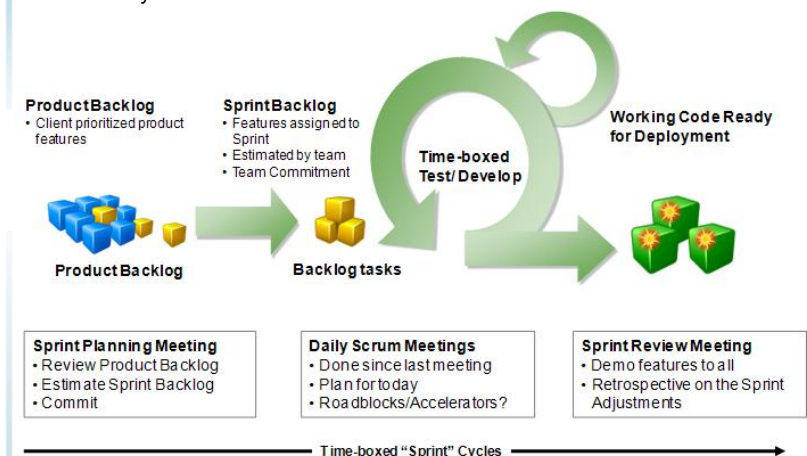 Product Backlog
• Client prioritized product
features
Sprint Backlog
• Features assigned to
Sprint
• Estimated by team
• Team Commitment
Time-boxed
Test/ Develop
Working Code Ready
for Deployment
Product Backlog
Backlog tasks
Sprint Planning Meeting
• Review Product Backlog
• Estimate Sprint Backlog
• Commit
Daily Scrum Meetings
• Done since last meeting
• Plan for today
• Roadblocks/Accelerators?
Sprint Review Meeting
• Demo features to all
• Retrospective on the Sprint
Adjustments
Time-boxed “Sprint” Cycles